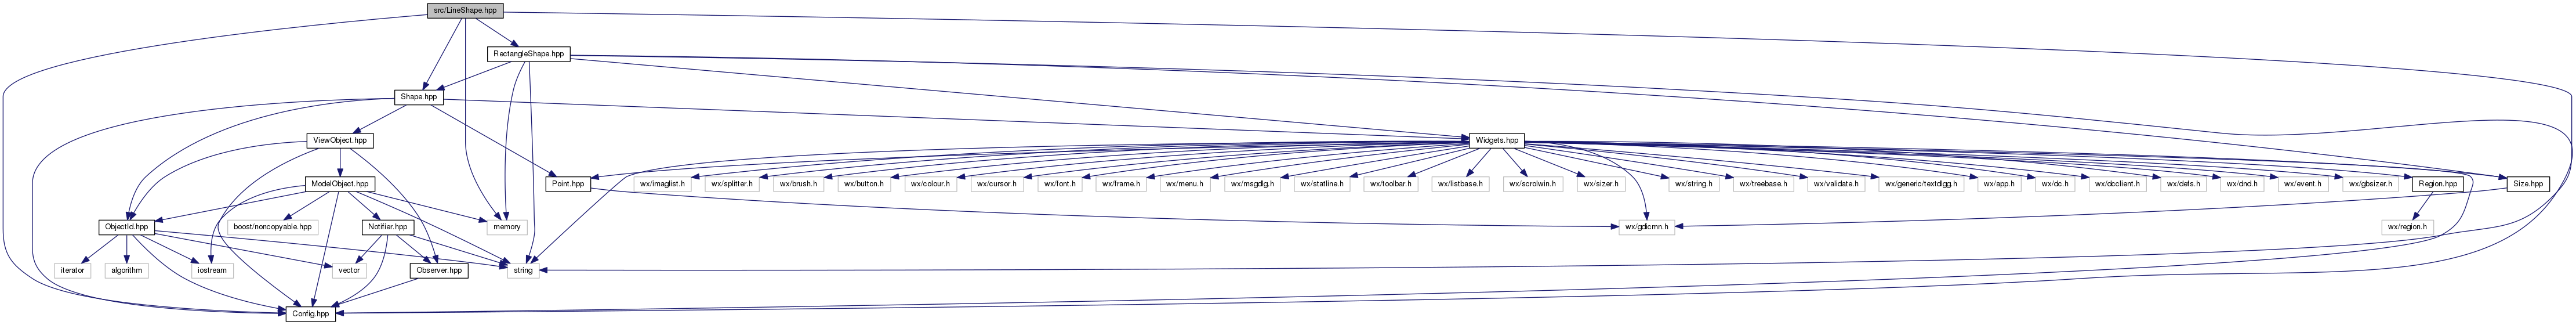 src/LineShape.hpp
RectangleShape.hpp
Shape.hpp
ViewObject.hpp
Widgets.hpp
ModelObject.hpp
Point.hpp
wx/imaglist.h
wx/splitter.h
wx/brush.h
wx/button.h
wx/colour.h
wx/cursor.h
wx/font.h
wx/frame.h
wx/menu.h
wx/msgdlg.h
wx/statline.h
wx/toolbar.h
wx/listbase.h
wx/scrolwin.h
wx/sizer.h
wx/string.h
wx/treebase.h
wx/validate.h
wx/generic/textdlgg.h
wx/app.h
wx/dc.h
wx/dcclient.h
wx/defs.h
wx/dnd.h
wx/event.h
wx/gbsizer.h
Region.hpp
Size.hpp
ObjectId.hpp
boost/noncopyable.hpp
Notifier.hpp
memory
wx/gdicmn.h
wx/region.h
iterator
algorithm
iostream
vector
Observer.hpp
string
Config.hpp